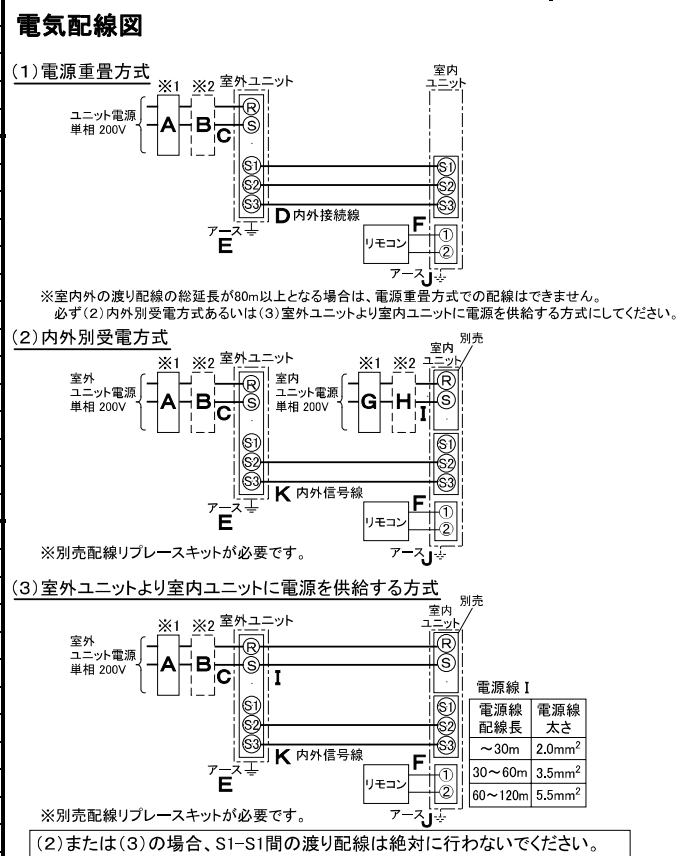 電気配線図
(1)電源重畳方式
※1 ※2 室外ユニット
室内
ユニット
ユニット電源
単相 200V
A B C
R
S
S1 S1
S2 S2
S3 S3
D 内外接続線
アース
E
リモコン
F
①
②
アース J
※室内外の渡り配線の総延長が80m以上となる場合は、電源重畳方式での配線はできません。
必ず(2)内外別受電方式あるいは(3)室外ユニットより室内ユニットに電源を供給する方式にしてください。
(2)内外別受電方式
※1 ※2 室外ユニット
※1 ※2 室内
ユニット
別売
室外
ユニット電源
単相 200V
A B C
R
S
室内
ユニット電源
単相 200V
G H I
R
S
S1 S1
S2 S2
S3 S3
K 内外信号線
アース
E
リモコン
F
①
②
アース J
※別売配線リプレースキットが必要です。
(3)室外ユニットより室内ユニットに電源を供給する方式
※1 ※2 室外ユニット
室内
ユニット
別売
室外
ユニット電源
単相 200V
A B C
R R
S S
I
S1 S1
S2 S2
S3 S3
K 内外信号線
アース
E
リモコン
F
①
②
アース J
電源線 I
電源線
配線長
電源線
太さ
～30m 2.0mm²
30～60m 3.5mm²
60～120m 5.5mm²
※別売配線リプレースキットが必要です。
(2)または(3)の場合、S1-S1間の渡り配線は絶対に行わないでください。